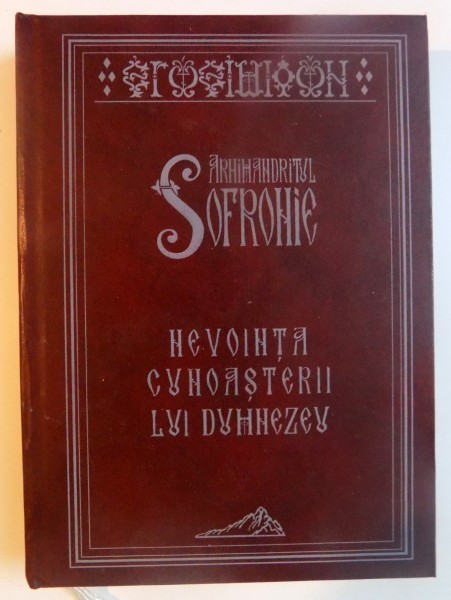 ARHIMANDRITUL
SOFRONIE
NEVOINȚA
CUNOAȘTERII
LUI DUMNEZEU